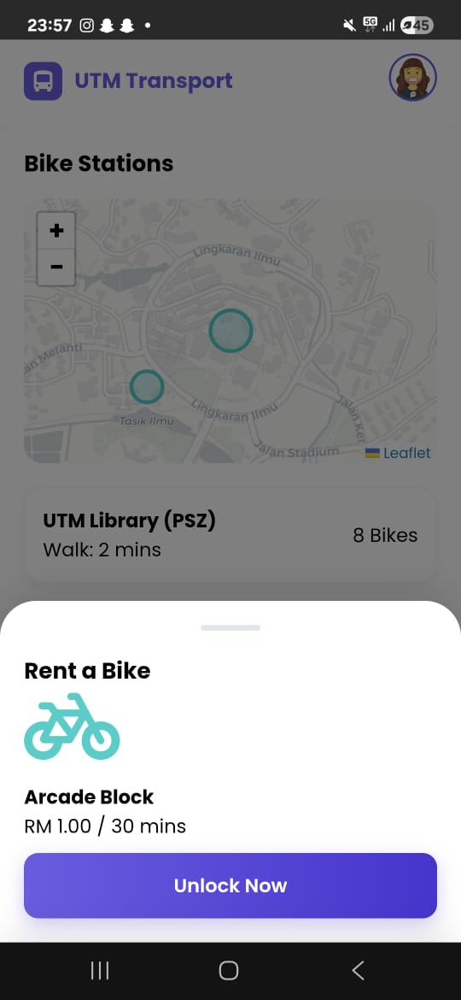 23:57
5G
45
UTM Transport
Bike Stations
+
−
Lingkaran Ilmu
an Meranti
Lingkaran Ilmu
Tasik Ilmu
Jalan Ker
Jalan Stadium
Leaflet
UTM Library (PSZ)
Walk: 2 mins
8 Bikes
Rent a Bike
Arcade Block
RM 1.00 / 30 mins
Unlock Now